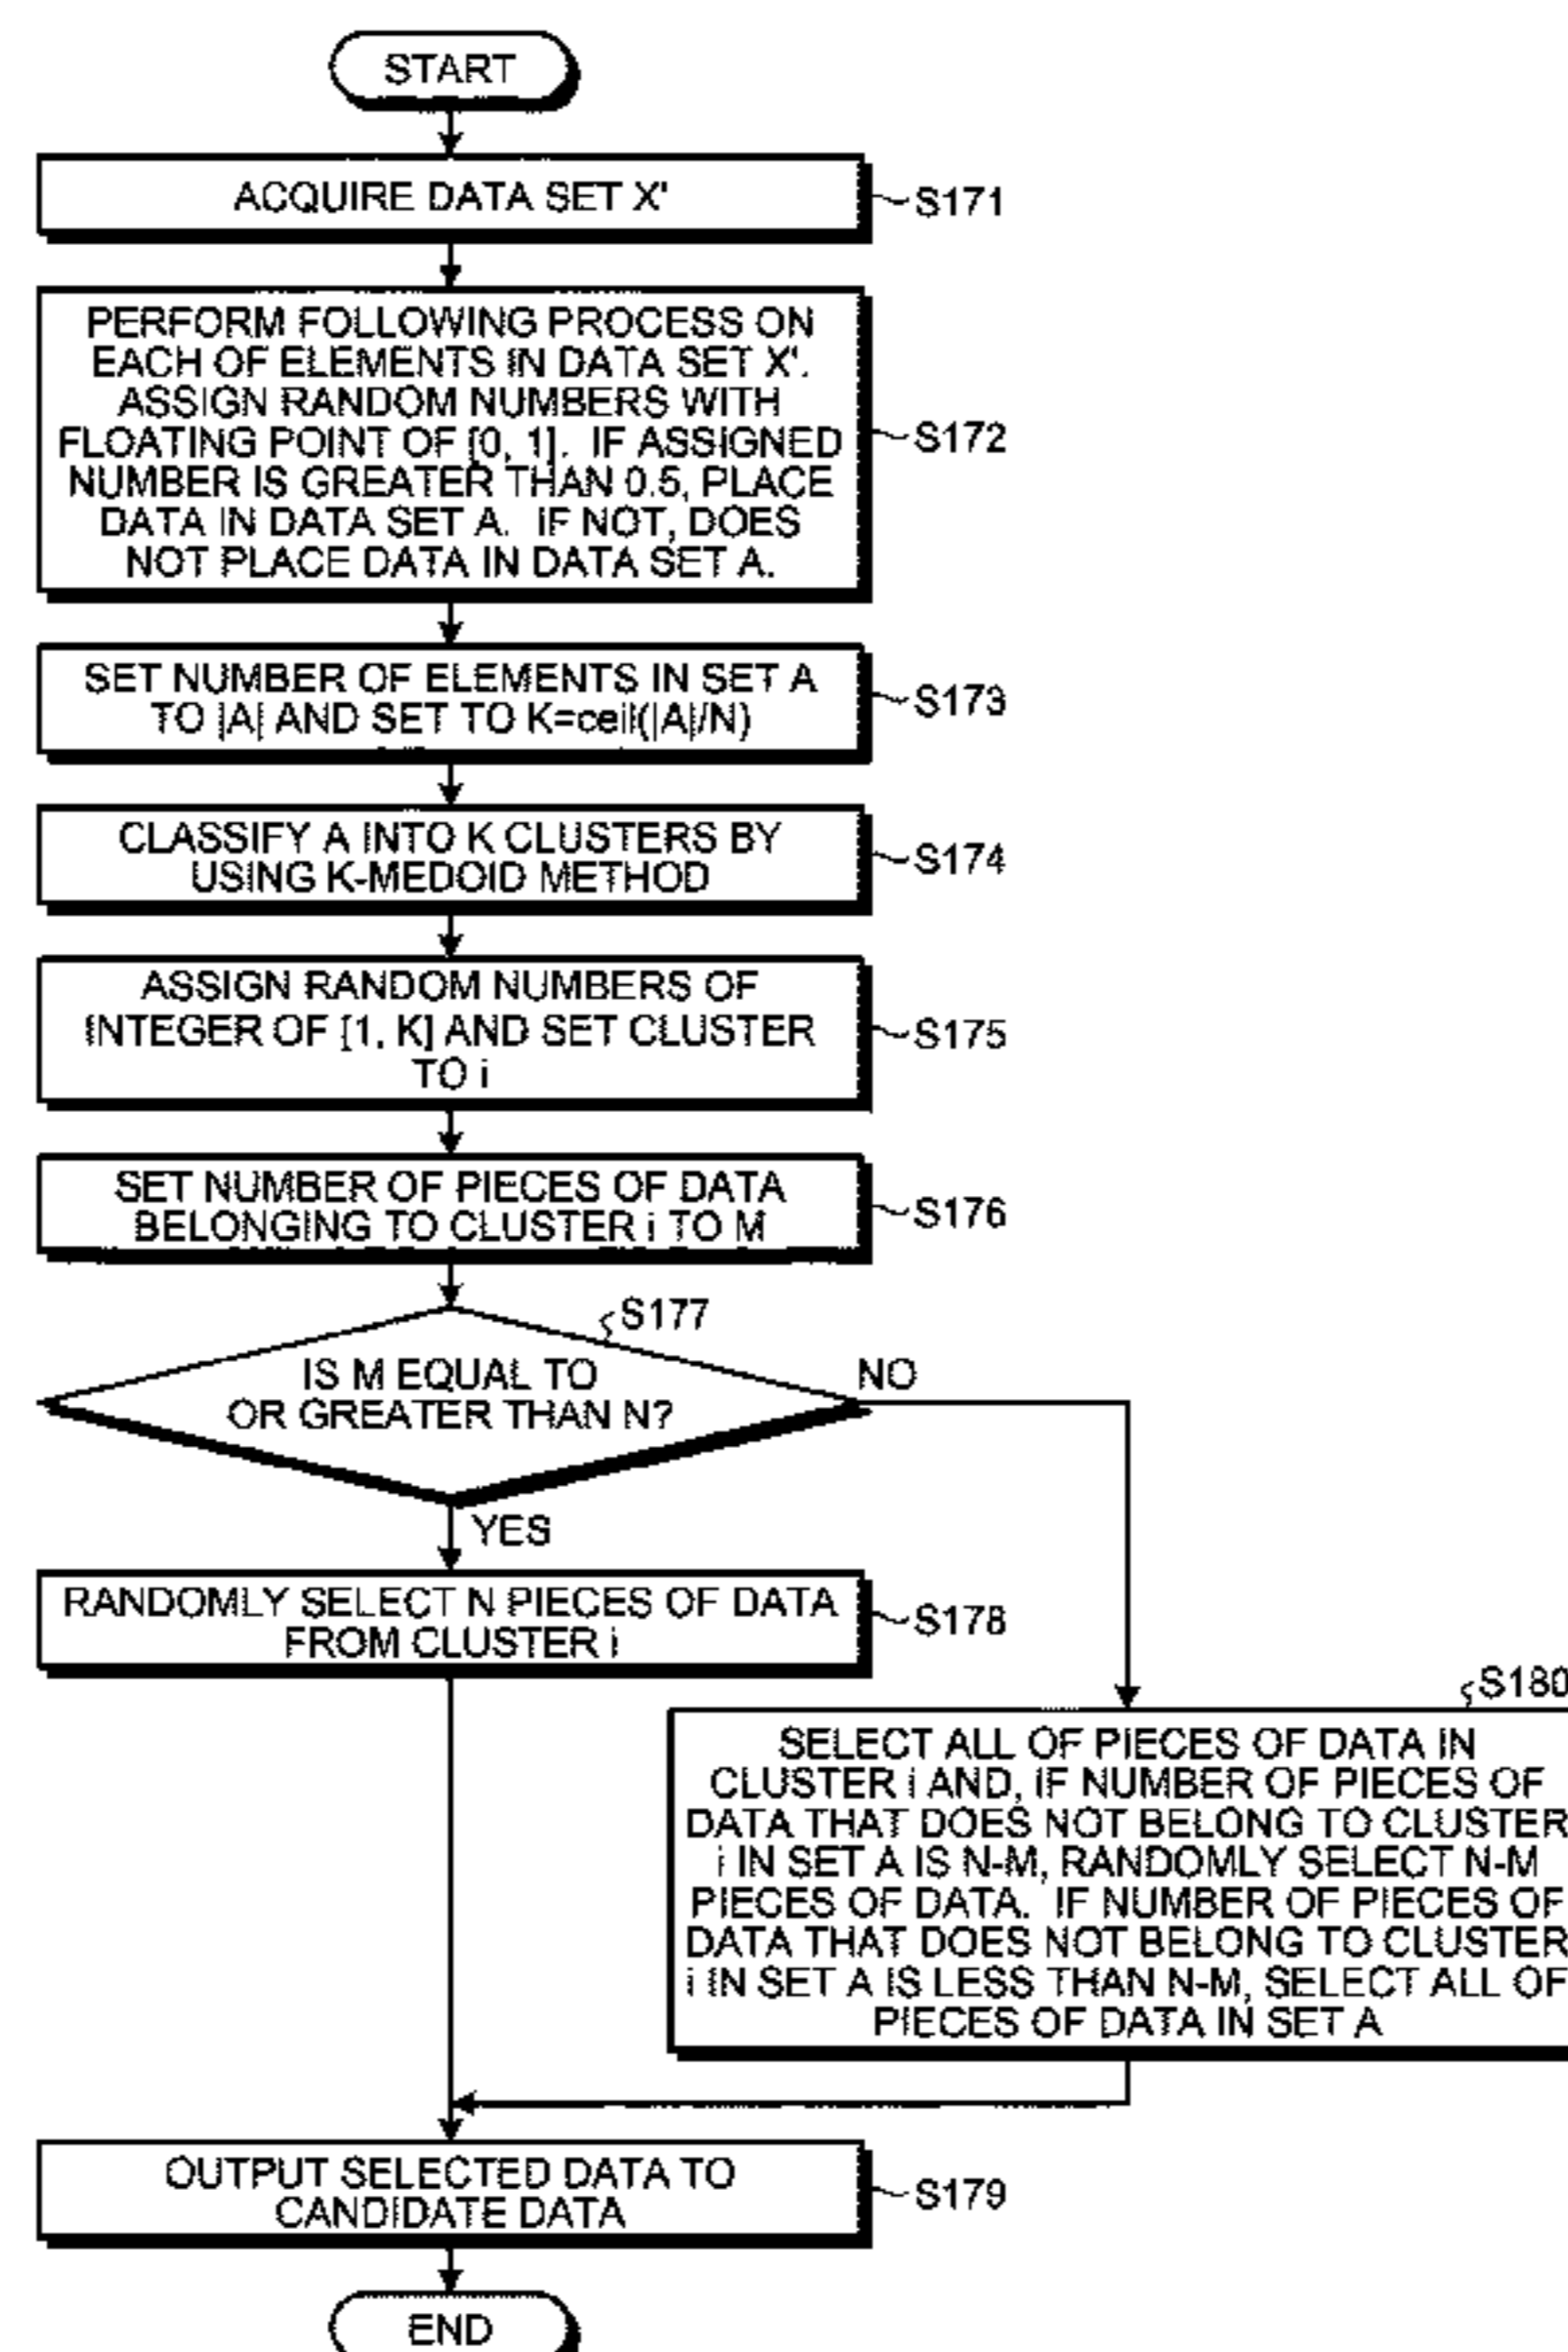 START
ACQUIRE DATA SET X'
S171
PERFORM FOLLOWING PROCESS ON
EACH OF ELEMENTS IN DATA SET X'.
ASSIGN RANDOM NUMBERS WITH
FLOATING POINT OF [0, 1]. IF ASSIGNED
NUMBER IS GREATER THAN 0.5, PLACE
DATA IN DATA SET A. IF NOT, DOES
NOT PLACE DATA IN DATA SET A.
S172
SET NUMBER OF ELEMENTS IN SET A
TO |A| AND SET TO K=ceil(|A|/N)
S173
CLASSIFY A INTO K CLUSTERS BY
USING K-MEDOID METHOD
S174
ASSIGN RANDOM NUMBERS OF
INTEGER OF [1, K] AND SET CLUSTER
TO i
S175
SET NUMBER OF PIECES OF DATA
BELONGING TO CLUSTER i TO M
S176
S177
IS M EQUAL TO
OR GREATER THAN N?
NO
YES
RANDOMLY SELECT N PIECES OF DATA
FROM CLUSTER i
S178
S180
SELECT ALL OF PIECES OF DATA IN
CLUSTER i AND, IF NUMBER OF PIECES OF
DATA THAT DOES NOT BELONG TO CLUSTER
i IN SET A IS N-M, RANDOMLY SELECT N-M
PIECES OF DATA. IF NUMBER OF PIECES OF
DATA THAT DOES NOT BELONG TO CLUSTER
i IN SET A IS LESS THAN N-M, SELECT ALL OF
PIECES OF DATA IN SET A
OUTPUT SELECTED DATA TO
CANDIDATE DATA
S179
END